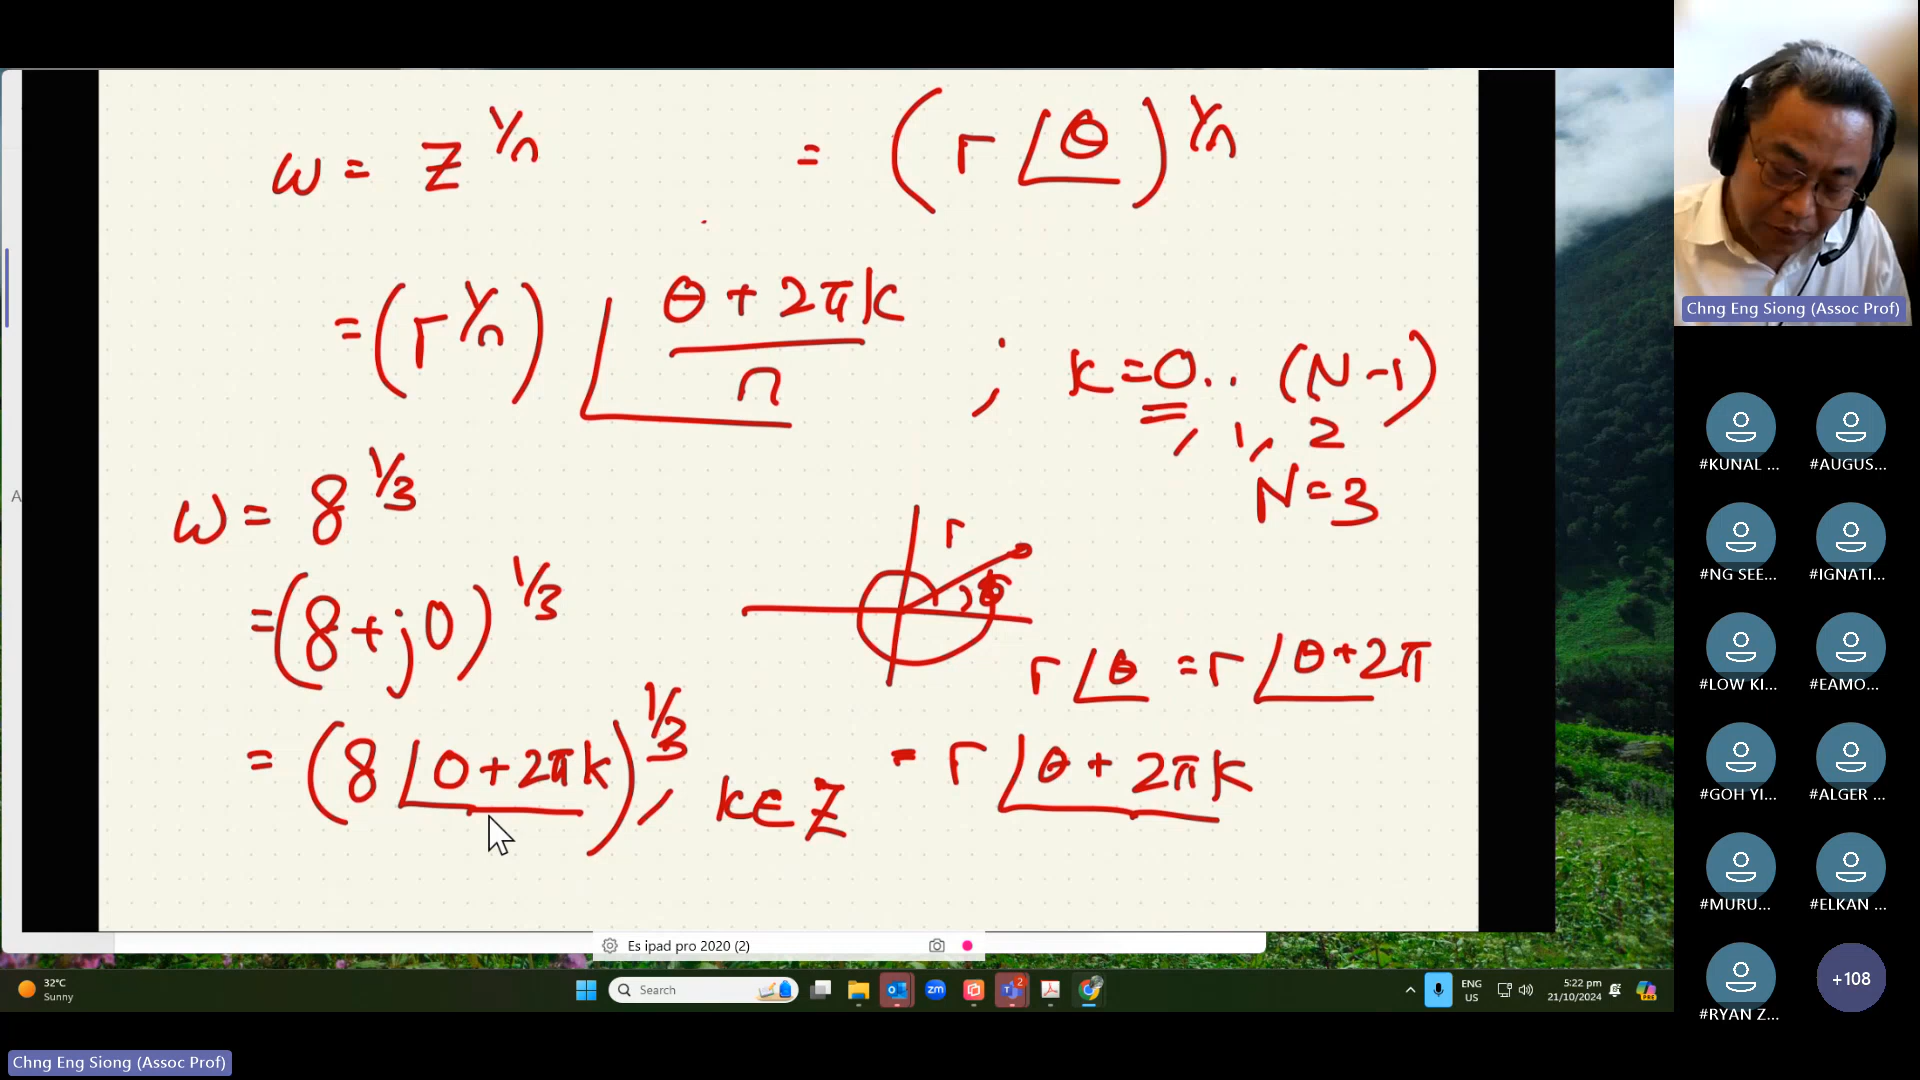 ω = z^1/n = (r∠θ)^1/n
= (r^1/n) ∠(θ + 2πk)/n ; k = 0 .. (N-1)
, 1, 2
N = 3
ω = 8^1/3
= (8 + j0)^1/3
r
θ
r∠θ = r∠θ + 2π
= (8∠0 + 2πk)^1/3 , k ∈ Z = r∠θ + 2πk
Chng Eng Siong (Assoc Prof)
#KUNAL ... #AUGUS...
#NG SEE... #IGNATI...
#LOW KI... #EAMO...
#GOH YI... #ALGER ...
#MURU... #ELKAN ...
#RYAN Z... +108
A
Es ipad pro 2020 (2)
32°C
Sunny
Search
zm
2
ENG
US
5:22 pm
21/10/2024
PRE
Chng Eng Siong (Assoc Prof)